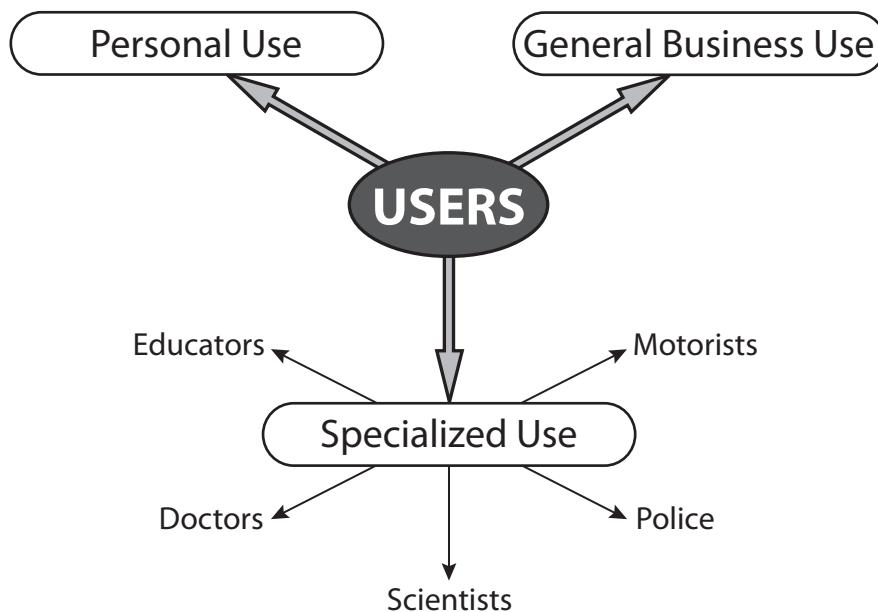 Personal Use
General Business Use
USERS
Educators
Motorists
Specialized Use
Doctors
Police
Scientists